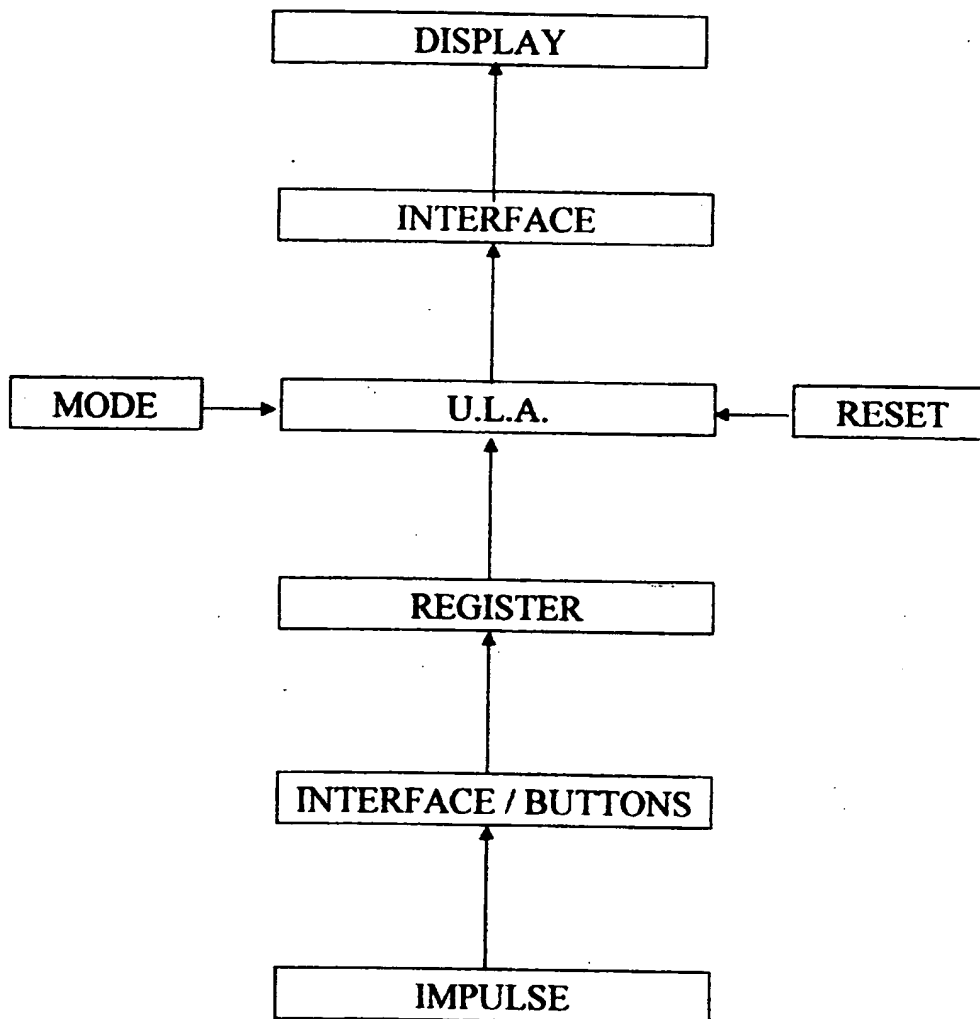 DISPLAY
INTERFACE
MODE
U.L.A.
RESET
REGISTER
INTERFACE / BUTTONS
IMPULSE